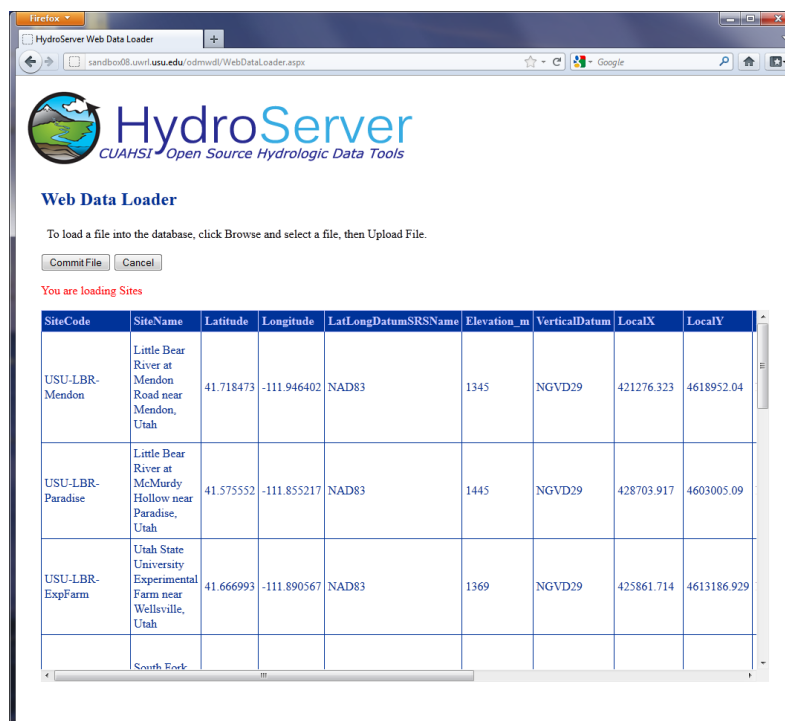 Firefox
HydroServer Web Data Loader
+
sandbox08.uwrl.usu.edu/odmwdl/WebDataLoader.aspx
Google
HydroServer
CUAHSI Open Source Hydrologic Data Tools
Web Data Loader
To load a file into the database, click Browse and select a file, then Upload File.
Commit File Cancel
You are loading Sites
SiteCode SiteName Latitude Longitude LatLongDatumSRSName Elevation_m VerticalDatum LocalX LocalY
Little Bear
River at
USU-LBR- Mendon 41.718473 -111.946402 NAD83 1345 NGVD29 421276.323 4618952.04
Mendon Road near
Mendon,
Utah
Little Bear
River at
USU-LBR- McMurdy 41.575552 -111.855217 NAD83 1445 NGVD29 428703.917 4603005.09
Paradise Hollow near
Paradise,
Utah
Utah State
University
USU-LBR- Experimental 41.666993 -111.890567 NAD83 1369 NGVD29 425861.714 4613186.929
ExpFarm Farm near
Wellsville,
Utah
South Fork